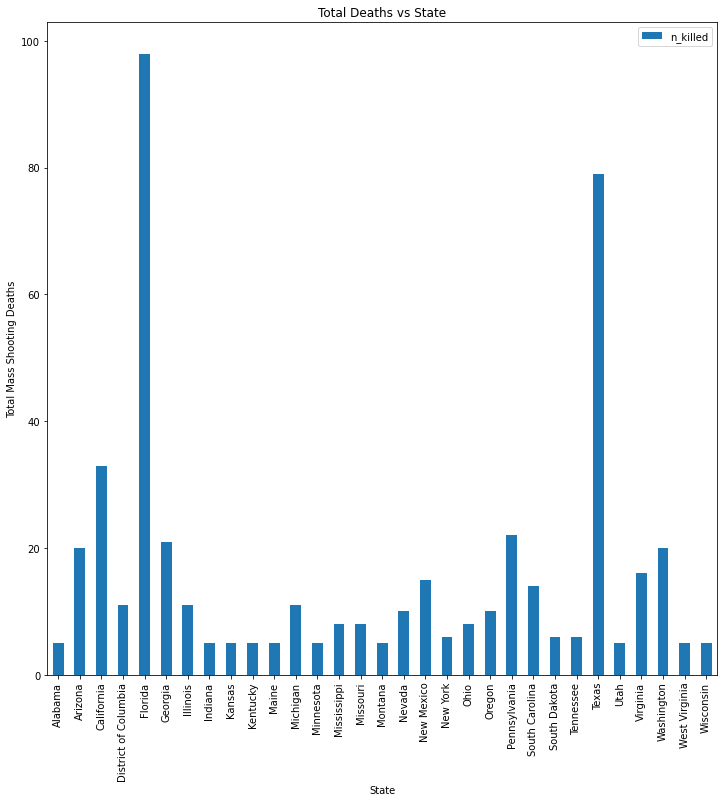 Total Deaths vs State
n_killed
Total Mass Shooting Deaths
100
80
60
40
20
0
Alabama
Arizona
California
District of Columbia
Florida
Georgia
Illinois
Indiana
Kansas
Kentucky
Maine
Michigan
Minnesota
Mississippi
Missouri
Montana
Nevada
New Mexico
New York
Ohio
Oregon
Pennsylvania
South Carolina
South Dakota
Tennessee
Texas
Utah
Virginia
Washington
West Virginia
Wisconsin
State